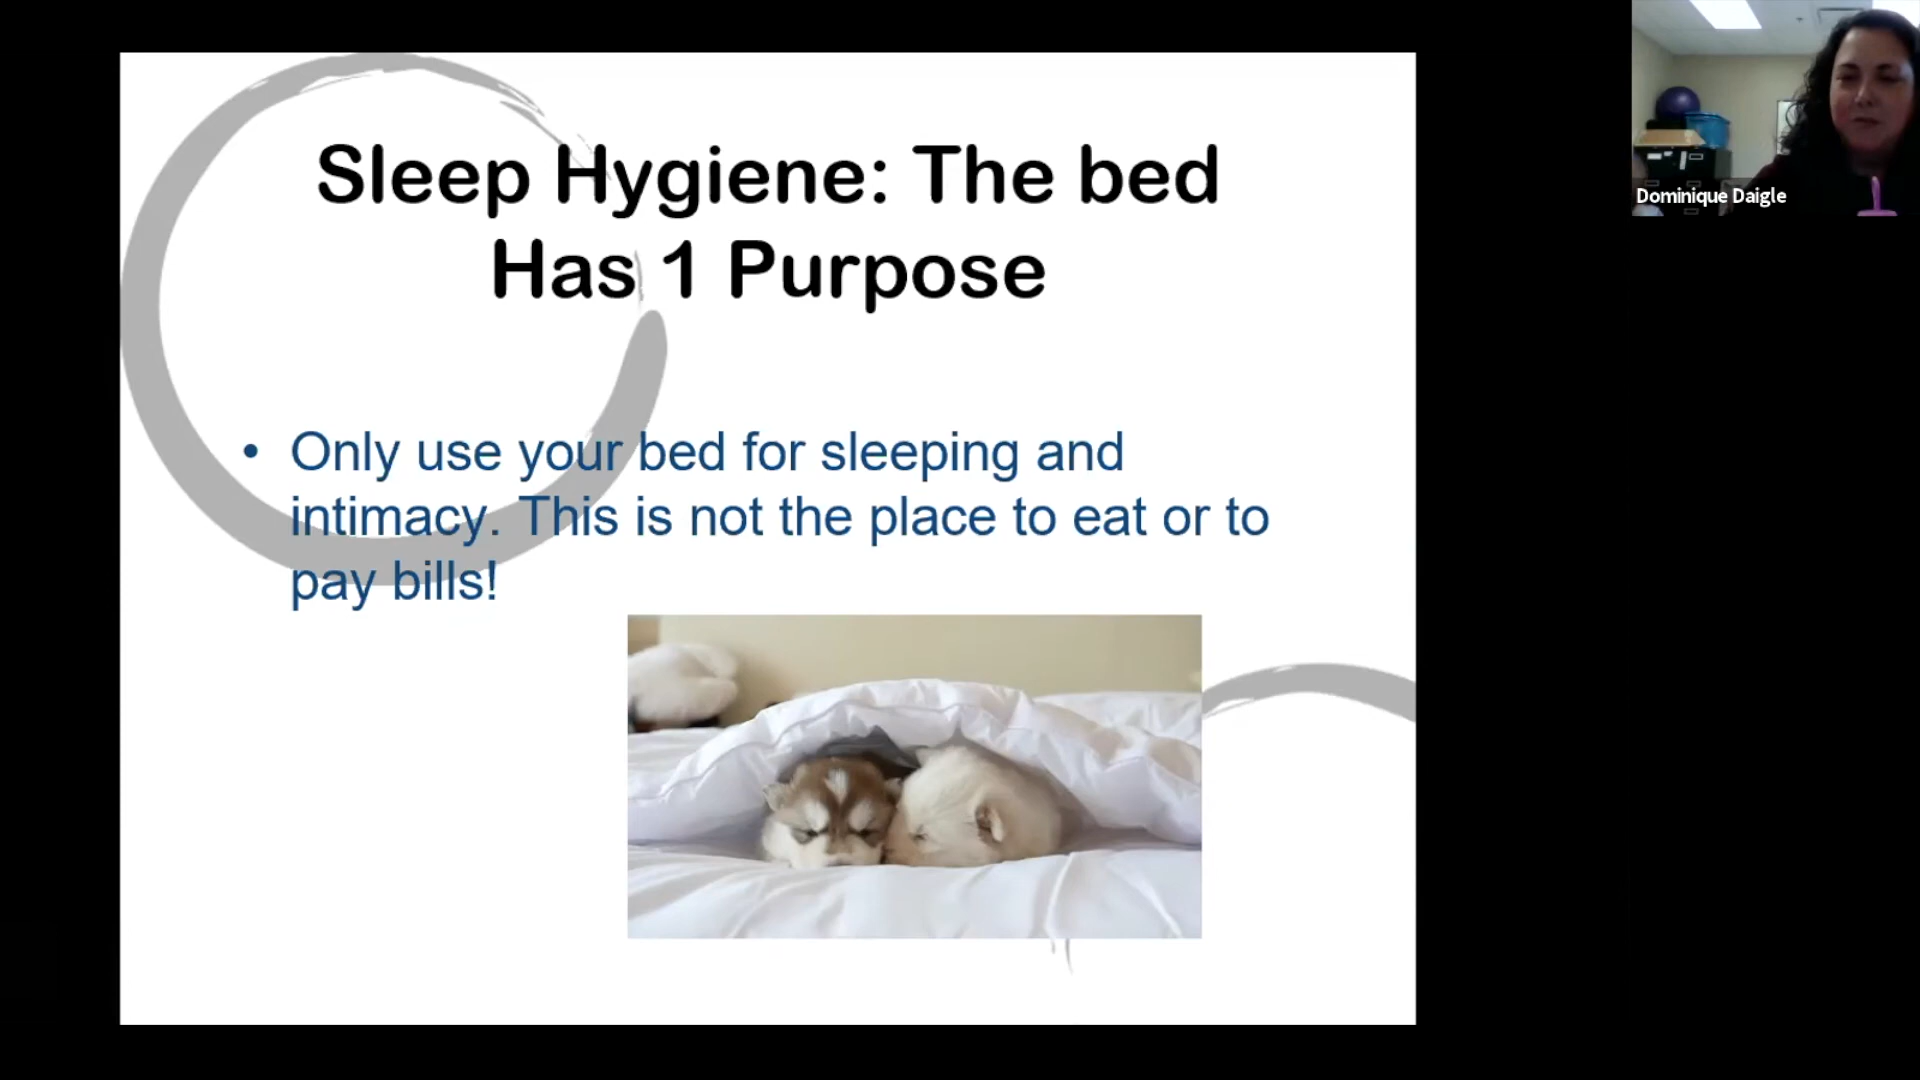 Sleep Hygiene: The bed
Has 1 Purpose
• Only use your bed for sleeping and
intimacy. This is not the place to eat or to
pay bills!
Dominique Daigle